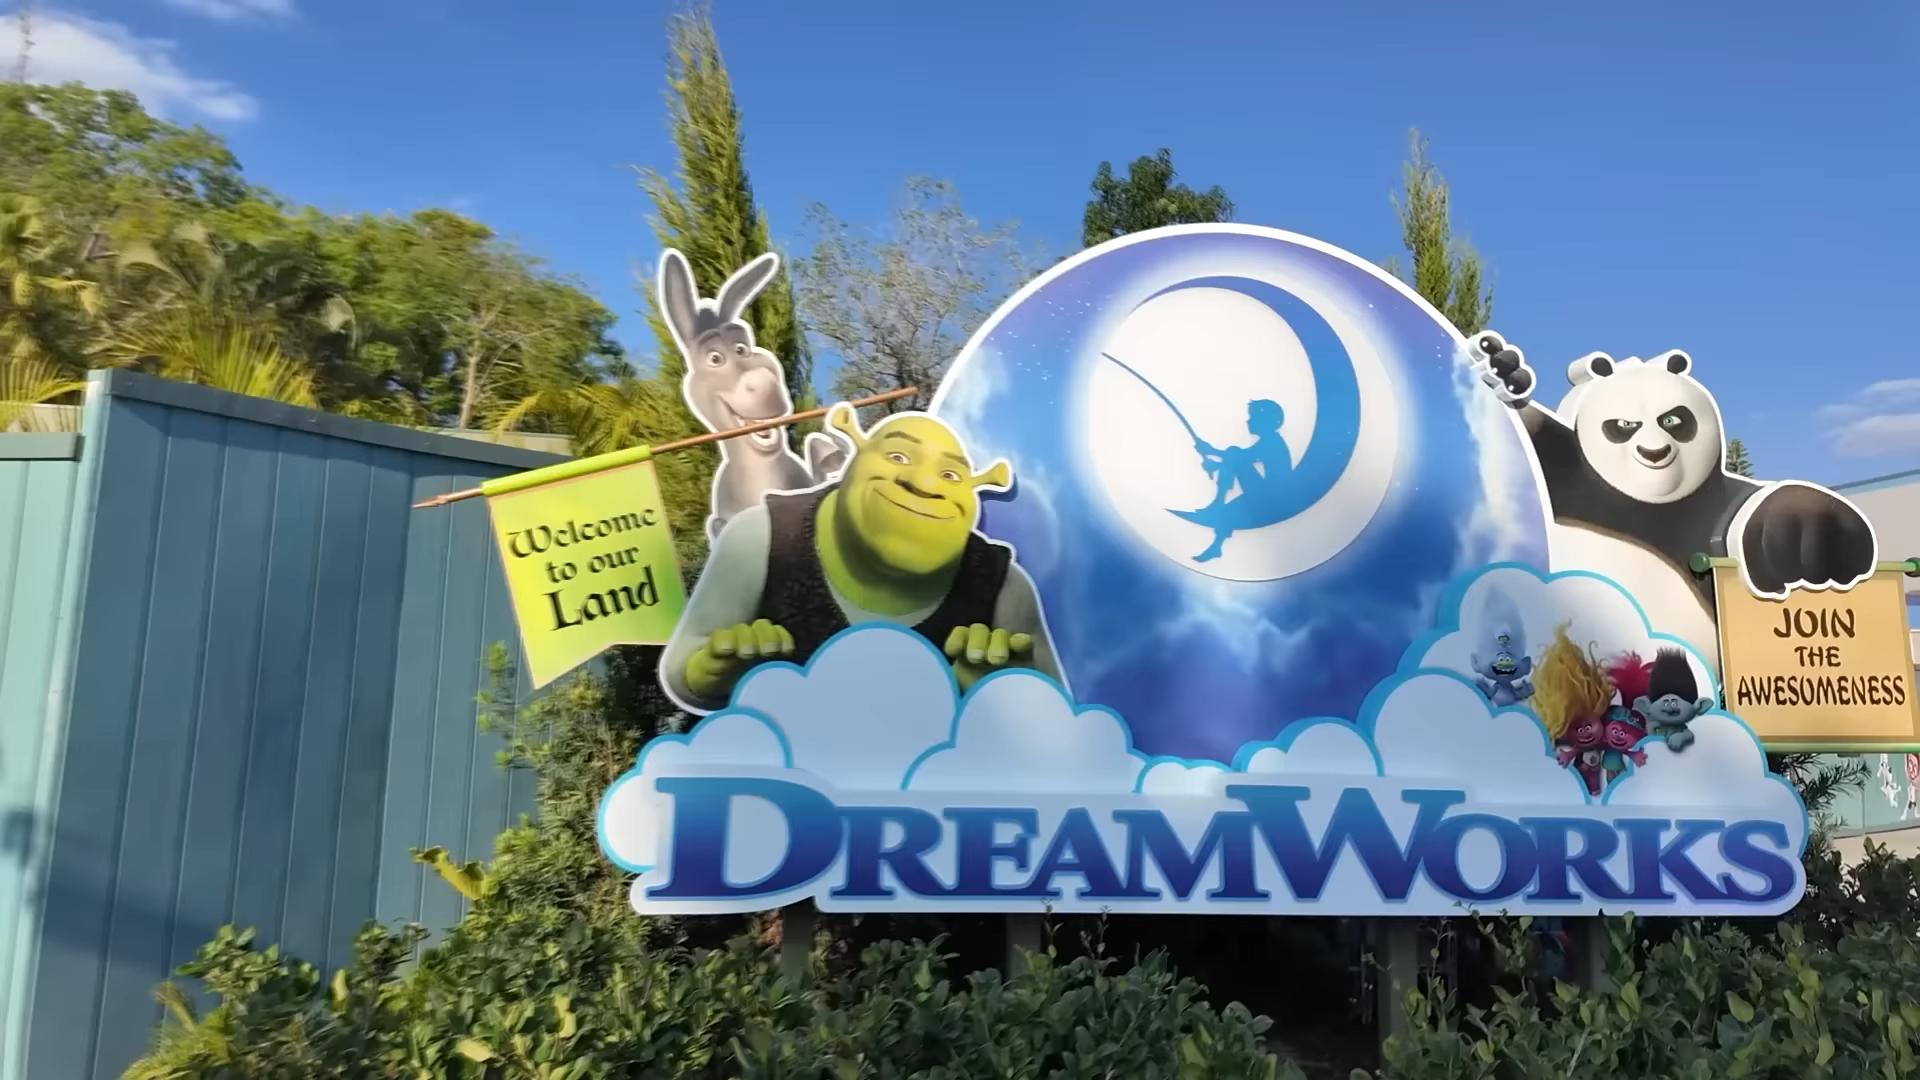 Welcome
to our
Land
JOIN
THE
AWESOMENESS
DREAMWORKS